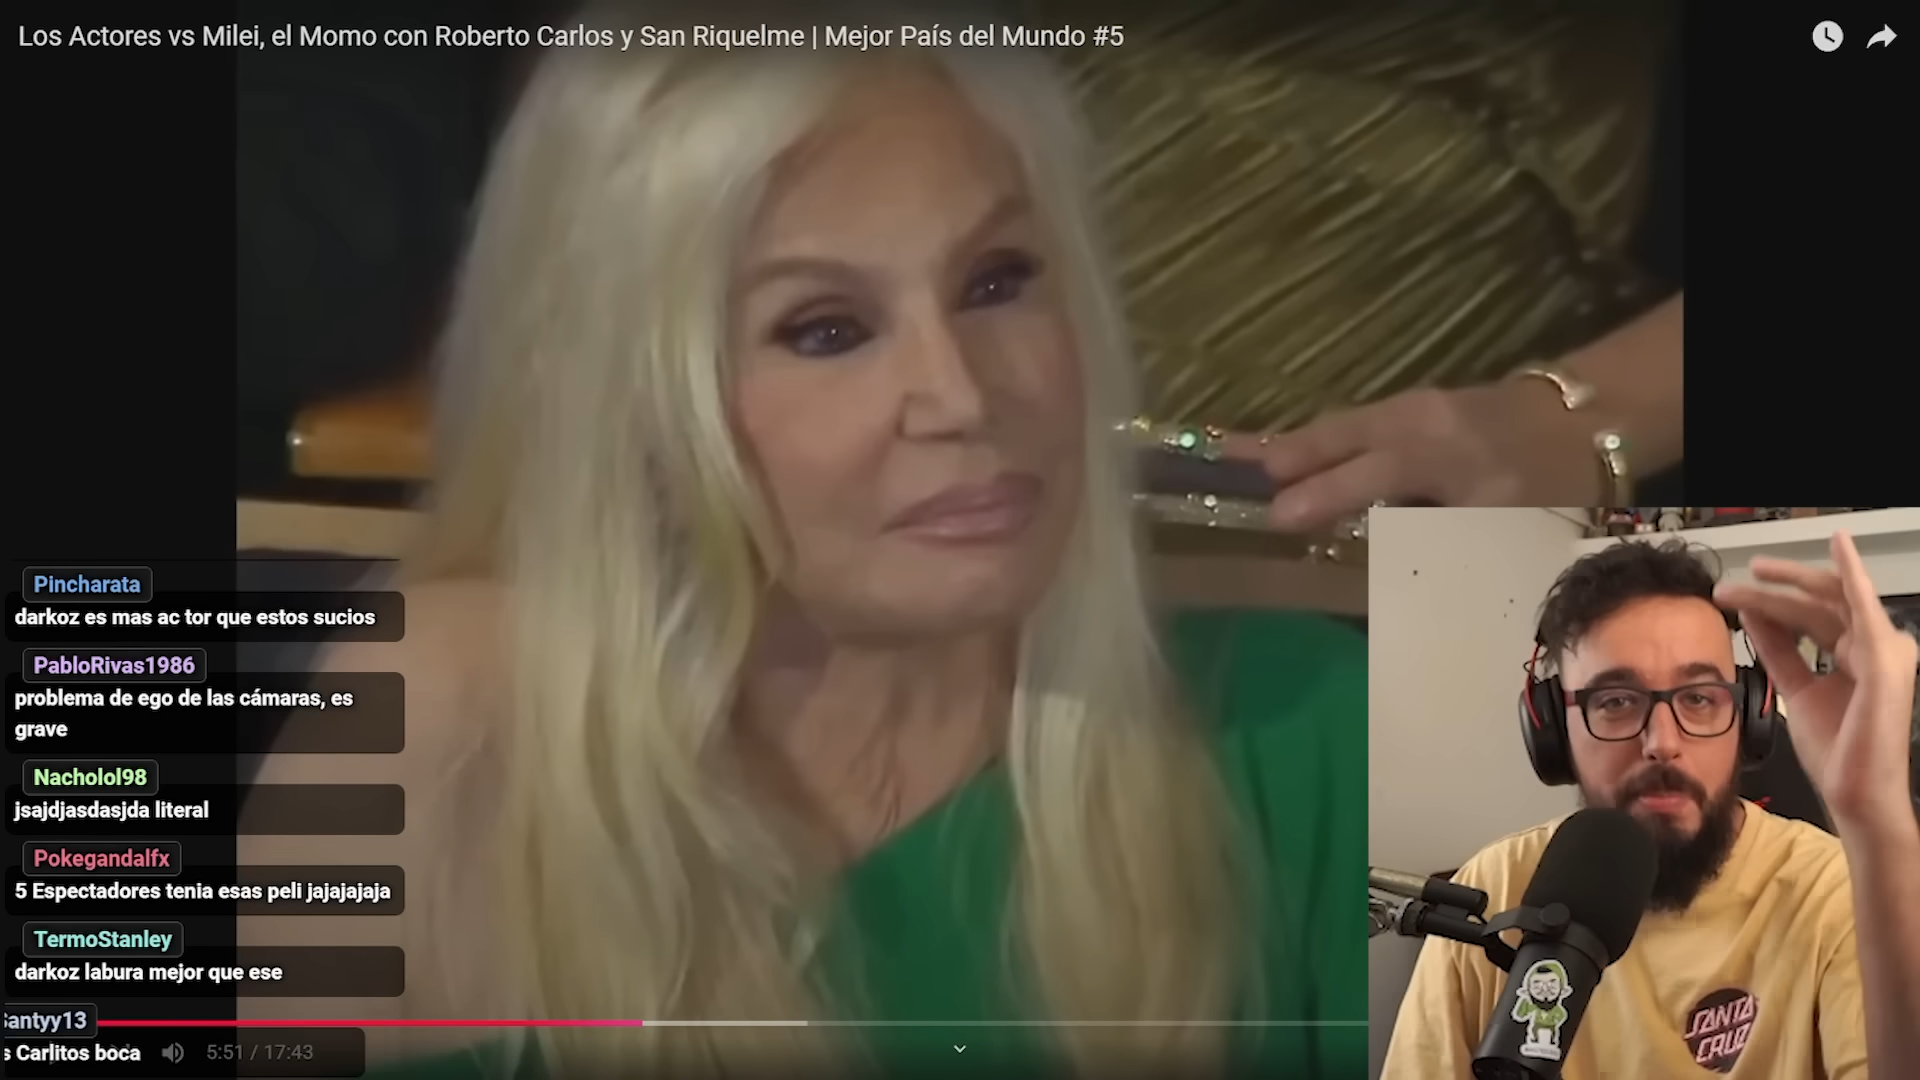 Los Actores vs Milei, el Momo con Roberto Carlos y San Riquelme | Mejor País del Mundo #5
Pincharata
darkoz es mas ac tor que estos sucios
PabloRivas1986
problema de ego de las cámaras, es
grave
Nacholol98
jsajdjasdasjda literal
Pokegandalfx
5 Espectadores tenia esas peli jajajajaja
TermoStanley
darkoz labura mejor que ese
Santyy13
s Carlitos boca
5:51 / 17:43
SANTA
CRUZ